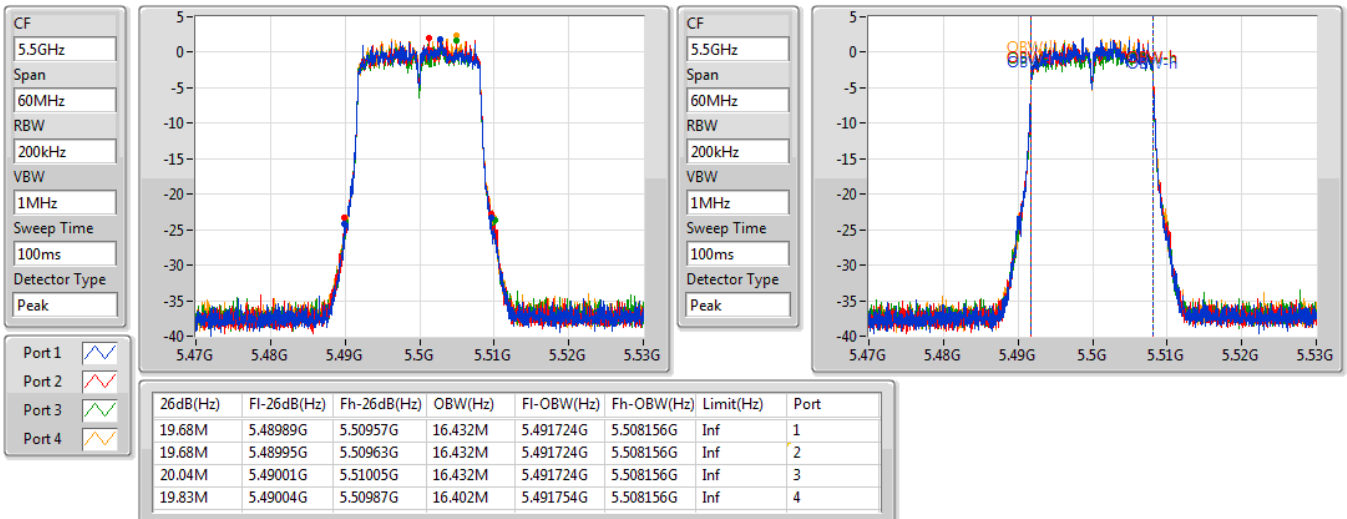 CF
5.5GHz
Span
60MHz
RBW
200kHz
VBW
1MHz
Sweep Time
100ms
Detector Type
Peak
5
0
-5
-10
-15
-20
-25
-30
-35
-40
5.47G 5.48G 5.49G 5.5G 5.51G 5.52G 5.53G
CF
5.5GHz
Span
60MHz
RBW
200kHz
VBW
1MHz
Sweep Time
100ms
Detector Type
Peak
5
0
-5
-10
-15
-20
-25
-30
-35
-40
OBW-h
5.47G 5.48G 5.49G 5.5G 5.51G 5.52G 5.53G
Port 1
Port 2
Port 3
Port 4
26dB(Hz) Fl-26dB(Hz) Fh-26dB(Hz) OBW(Hz) Fl-OBW(Hz) Fh-OBW(Hz) Limit(Hz) Port
19.68M 5.48989G 5.50957G 16.432M 5.491724G 5.508156G Inf 1
19.68M 5.48995G 5.50963G 16.432M 5.491724G 5.508156G Inf 2
20.04M 5.49001G 5.51005G 16.432M 5.491724G 5.508156G Inf 3
19.83M 5.49004G 5.50987G 16.402M 5.491754G 5.508156G Inf 4